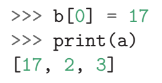 >>> b[0] = 17
>>> print(a)
[17, 2, 3]